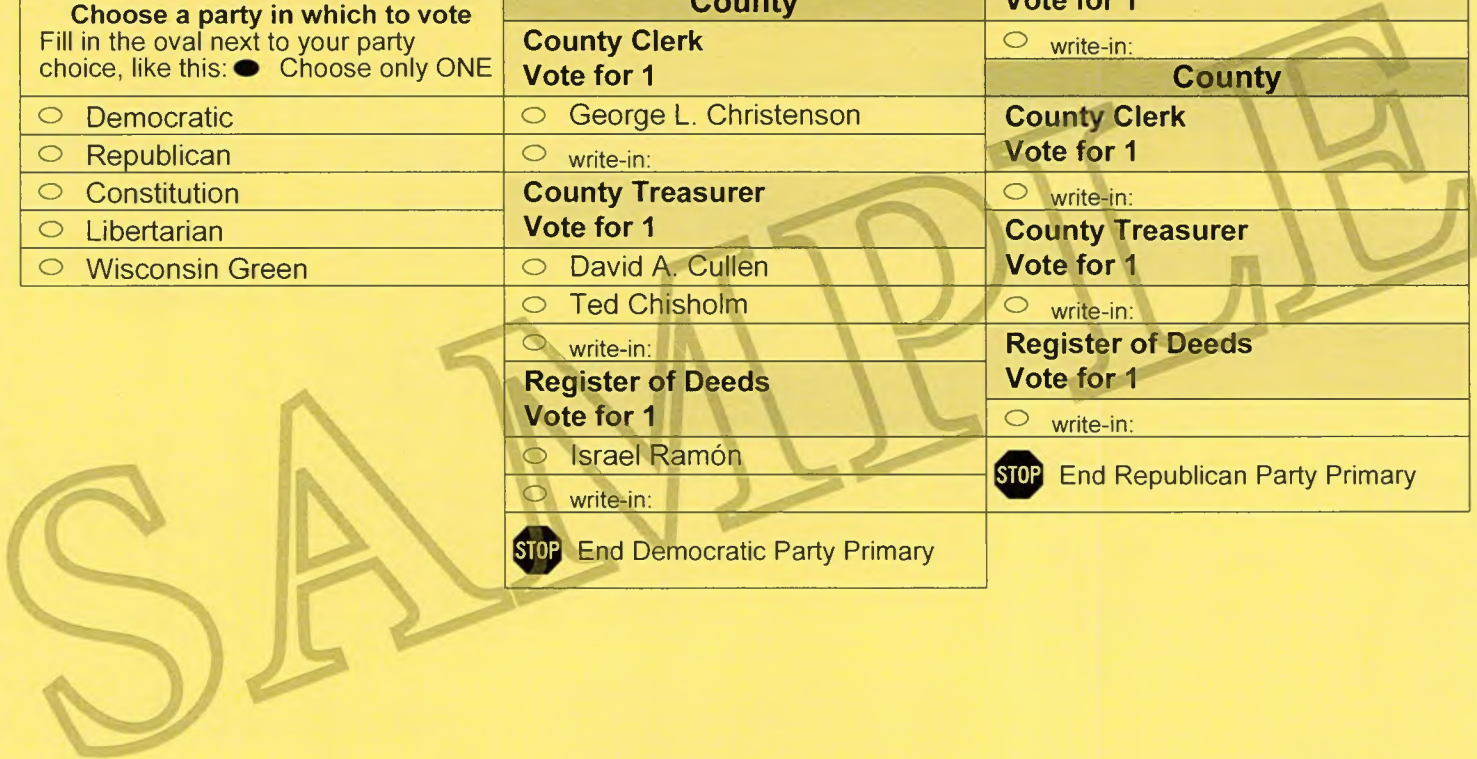 Choose a party in which to vote
Fill in the oval next to your party
choice, like this: Choose only ONE
Democratic
Republican
Constitution
Libertarian
Wisconsin Green
County
County Clerk
Vote for 1
George L. Christenson
write-in:
County Treasurer
Vote for 1
David A. Cullen
Ted Chisholm
write-in:
Register of Deeds
Vote for 1
Israel Ramón
write-in:
STOP End Democratic Party Primary
Vote for 1
write-in:
County
County Clerk
Vote for 1
write-in:
County Treasurer
Vote for 1
write-in:
Register of Deeds
Vote for 1
write-in:
STOP End Republican Party Primary
SAMPLE